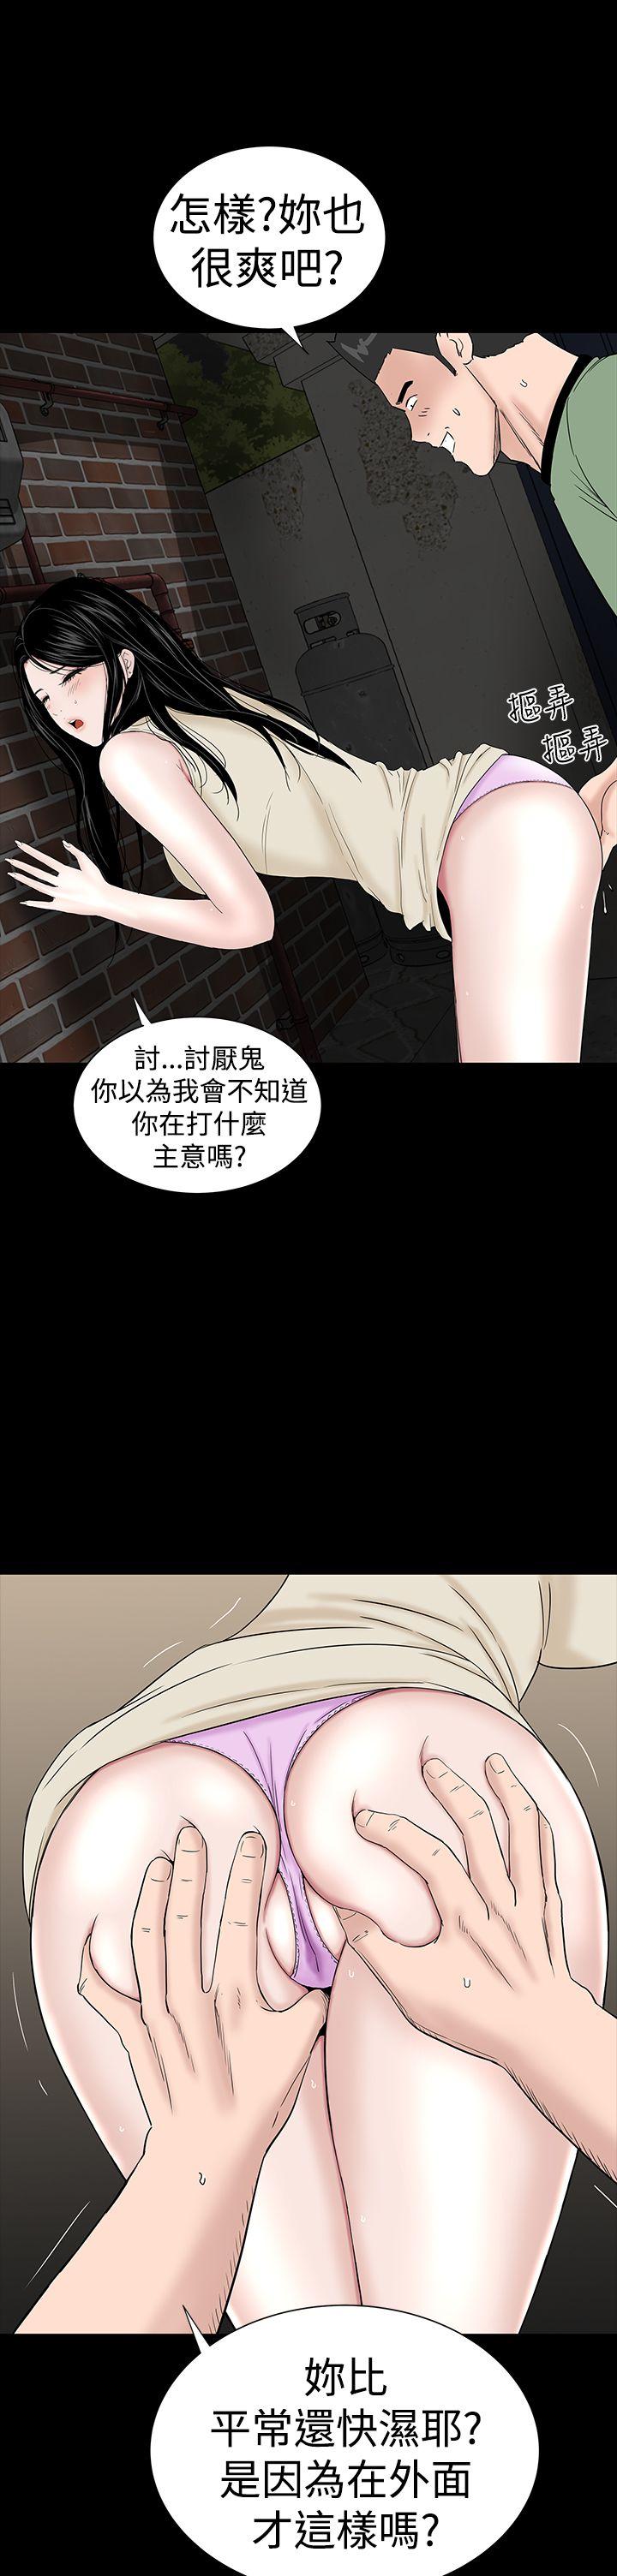 怎樣?妳也
很爽吧?
摳弄
摳弄
討...討厭鬼
你以為我會不知道
你在打什麼
主意嗎?
妳比
平常還快濕耶?
是因為在外面
才這樣嗎?